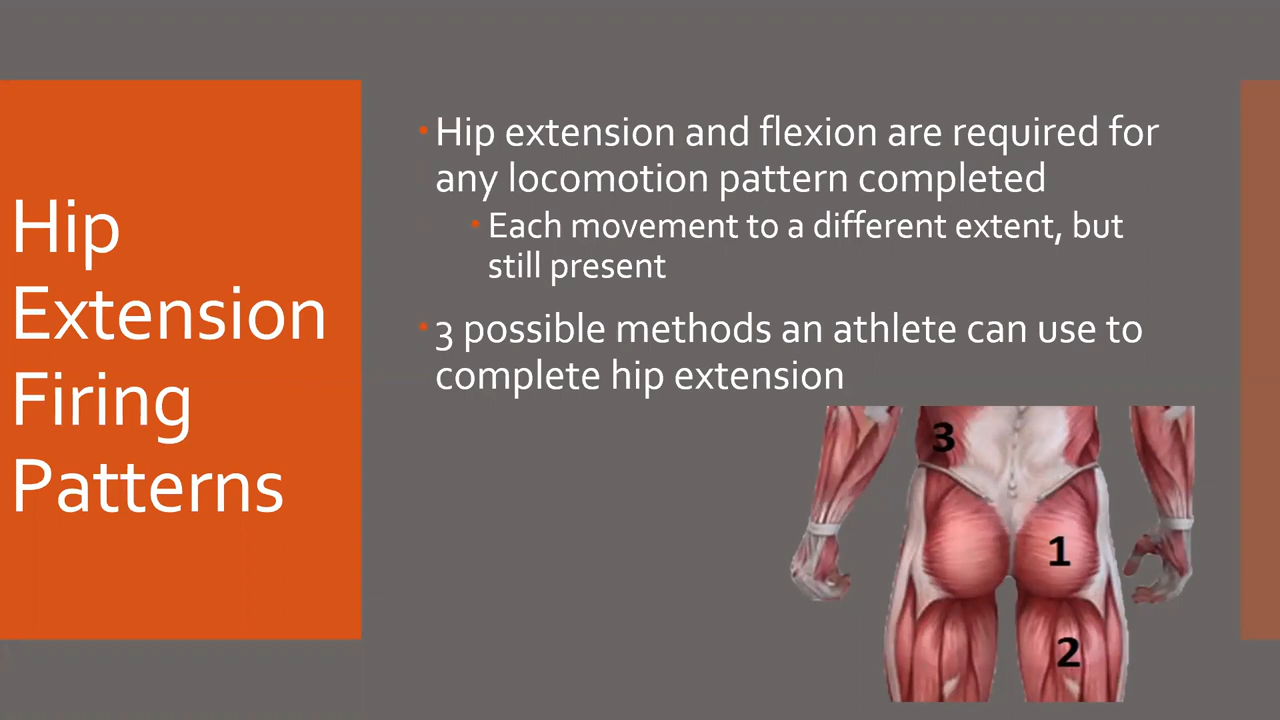 Hip
Extension
Firing
Patterns
Hip extension and flexion are required for
any locomotion pattern completed
Each movement to a different extent, but
still present
3 possible methods an athlete can use to
complete hip extension
3
1
2